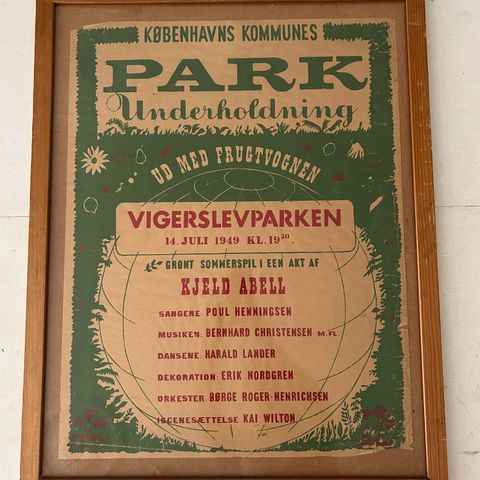 KØBENHAVNS KOMMUNES
PARK
Underholdning
UD MED FRUGTVOGNEN
VIGERSLEVPARKEN
14. JULI 1949 KL. 19³⁰.
GRØNT SOMMERSPIL I EEN AKT AF
KJELD ABELL
SANGENE: POUL HENNINGSEN
MUSIKEN: BERNHARD CHRISTENSEN M. FL
DANSENE: HARALD LANDER
DEKORATION: ERIK NORDGREN
ORKESTER: BØRGE ROGER-HENRICHSEN
ISCENESÆTTELSE KAI WILTON